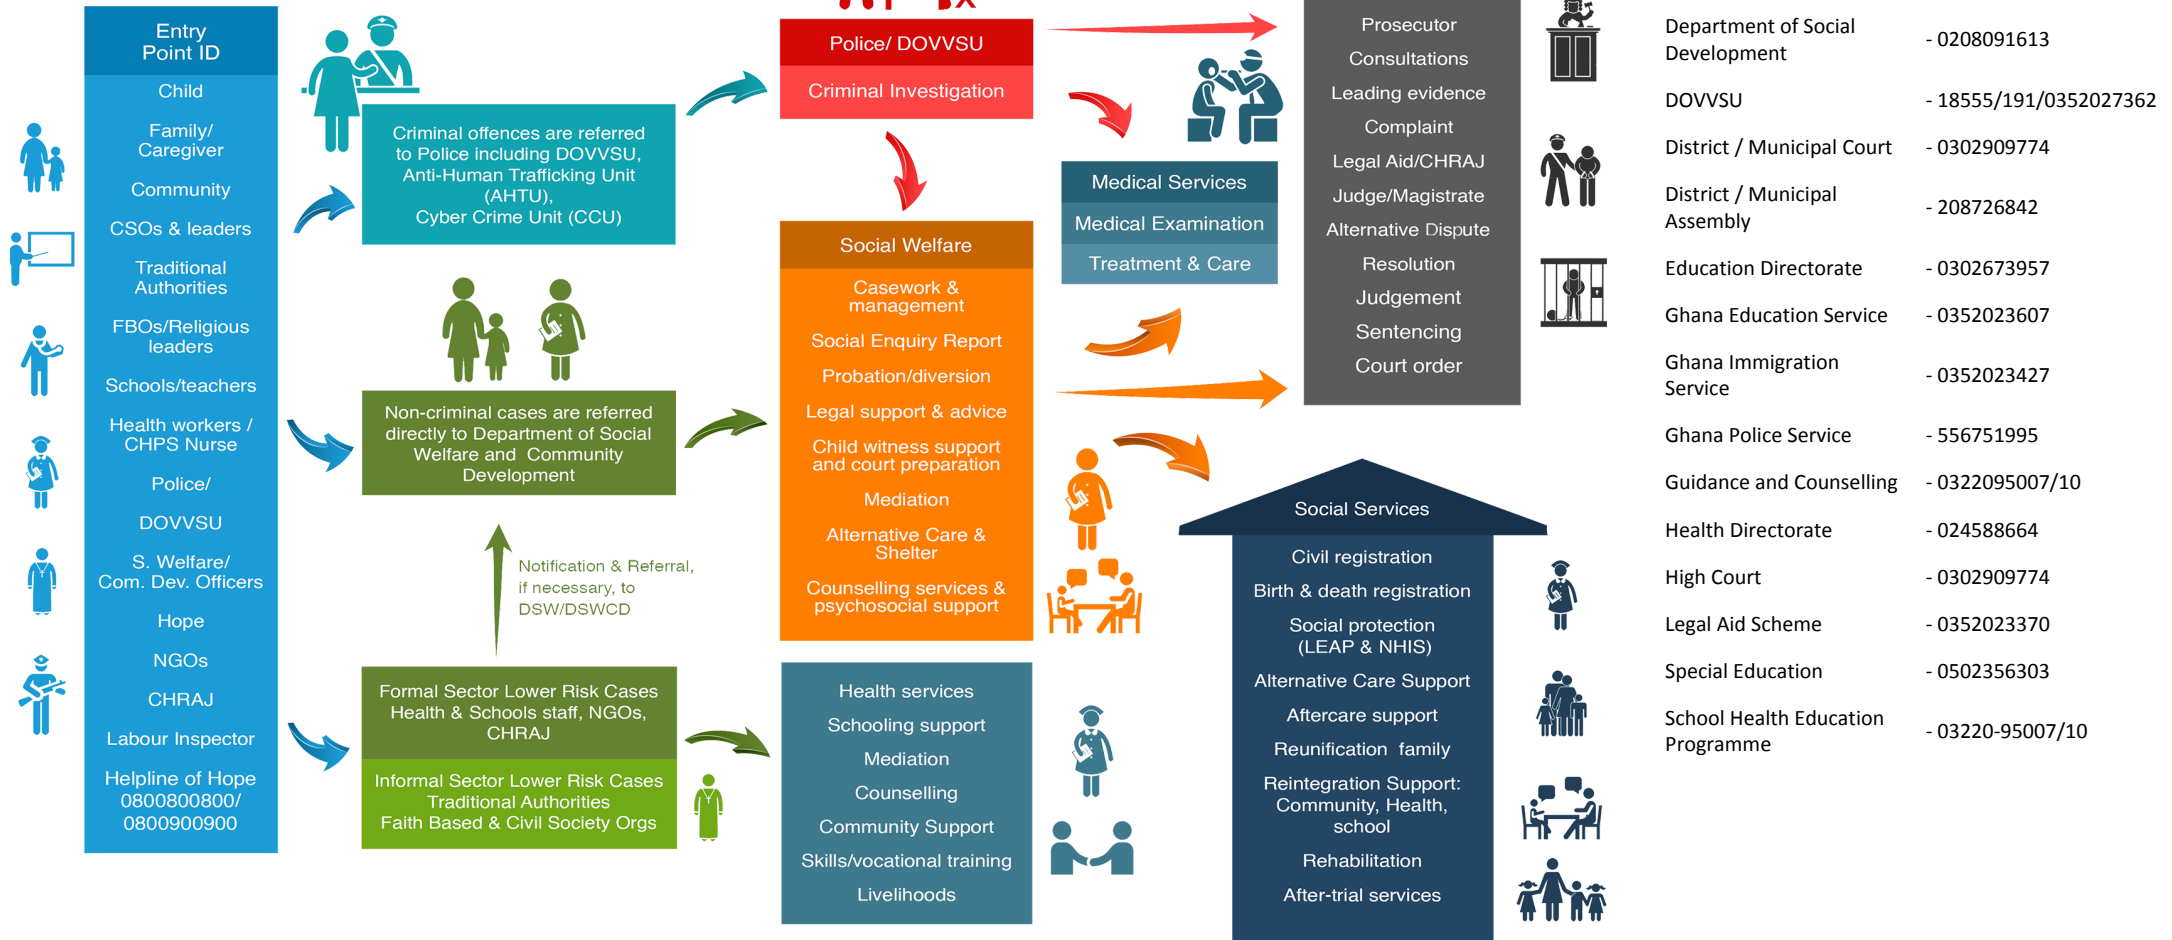 Entry
Point ID
Child
Family/
Caregiver
Community
CSOs & leaders
Traditional
Authorities
FBOs/Religious
leaders
Schools/teachers
Health workers /
CHPS Nurse
Police/
DOVVSU
S. Welfare/
Com. Dev. Officers
Hope
NGOs
CHRAJ
Labour Inspector
Helpline of Hope
0800800800/
0800900900
Criminal offences are referred
to Police including DOVVSU,
Anti-Human Trafficking Unit
(AHTU),
Cyber Crime Unit (CCU)
Non-criminal cases are referred
directly to Department of Social
Welfare and Community
Development
Notification & Referral,
if necessary, to
DSW/DSWCD
Formal Sector Lower Risk Cases
Health & Schools staff, NGOs,
CHRAJ
Informal Sector Lower Risk Cases
Traditional Authorities
Faith Based & Civil Society Orgs
Police/ DOVVSU
Criminal Investigation
Social Welfare
Casework &
management
Social Enquiry Report
Probation/diversion
Legal support & advice
Child witness support
and court preparation
Mediation
Alternative Care &
Shelter
Counselling services &
psychosocial support
Health services
Schooling support
Mediation
Counselling
Community Support
Skills/vocational training
Livelihoods
Medical Services
Medical Examination
Treatment & Care
Prosecutor
Consultations
Leading evidence
Complaint
Legal Aid/CHRAJ
Judge/Magistrate
Alternative Dispute
Resolution
Judgement
Sentencing
Court order
Social Services
Civil registration
Birth & death registration
Social protection
(LEAP & NHIS)
Alternative Care Support
Aftercare support
Reunification family
Reintegration Support:
Community, Health,
school
Rehabilitation
After-trial services
Department of Social
Development - 0208091613
DOVVSU - 18555/191/0352027362
District / Municipal Court - 0302909774
District / Municipal
Assembly - 208726842
Education Directorate - 0302673957
Ghana Education Service - 0352023607
Ghana Immigration
Service - 0352023427
Ghana Police Service - 556751995
Guidance and Counselling - 0322095007/10
Health Directorate - 024588664
High Court - 0302909774
Legal Aid Scheme - 0352023370
Special Education - 0502356303
School Health Education
Programme - 03220-95007/10